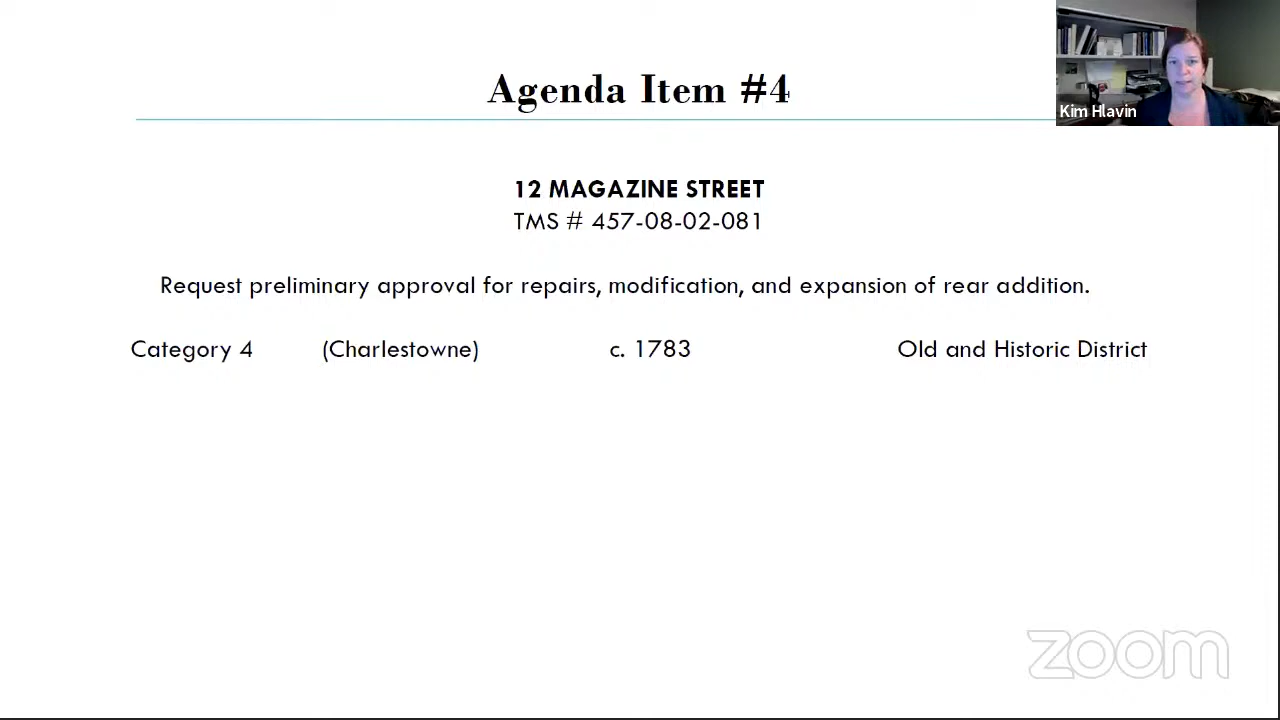 Agenda Item #4
Kim Hlavin
12 MAGAZINE STREET
TMS # 457-08-02-081
Request preliminary approval for repairs, modification, and expansion of rear addition.
Category 4 (Charlestowne) c. 1783 Old and Historic District
zoom